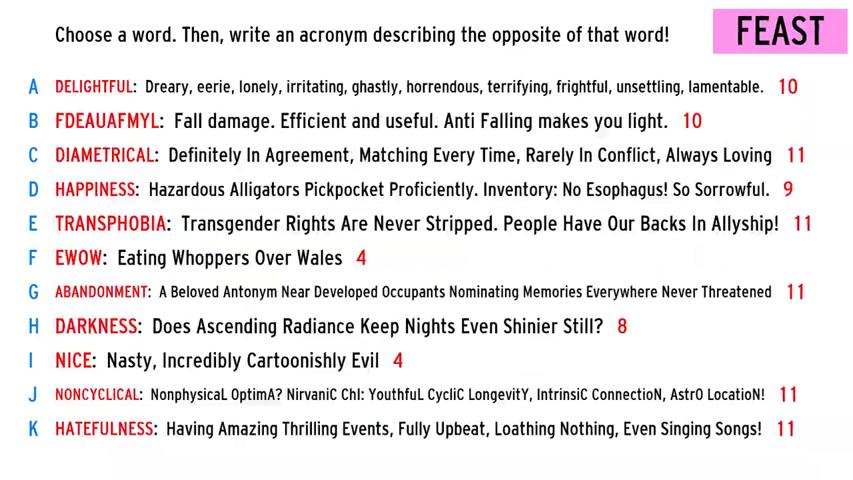 Choose a word. Then, write an acronym describing the opposite of that word!
FEAST
A DELIGHTFUL: Dreary, eerie, lonely, irritating, ghastly, horrendous, terrifying, frightful, unsettling, lamentable. 10
B FDEAUAFMYL: Fall damage. Efficient and useful. Anti Falling makes you light. 10
C DIAMETRICAL: Definitely In Agreement, Matching Every Time, Rarely In Conflict, Always Loving 11
D HAPPINESS: Hazardous Alligators Pickpocket Proficiently. Inventory: No Esophagus! So Sorrowful. 9
E TRANSPHOBIA: Transgender Rights Are Never Stripped. People Have Our Backs In Allyship! 11
F EWOW: Eating Whoppers Over Wales 4
G ABANDONMENT: A Beloved Antonym Near Developed Occupants Nominating Memories Everywhere Never Threatened 11
H DARKNESS: Does Ascending Radiance Keep Nights Even Shinier Still? 8
I NICE: Nasty, Incredibly Cartoonishly Evil 4
J NONCYCLICAL: NonphysicaL OptimA? NirvaniC ChI: YouthfuL CycliC LongevitY, IntrinsiC ConnectioN, AstrO LocatioN! 11
K HATEFULNESS: Having Amazing Thrilling Events, Fully Upbeat, Loathing Nothing, Even Singing Songs! 11